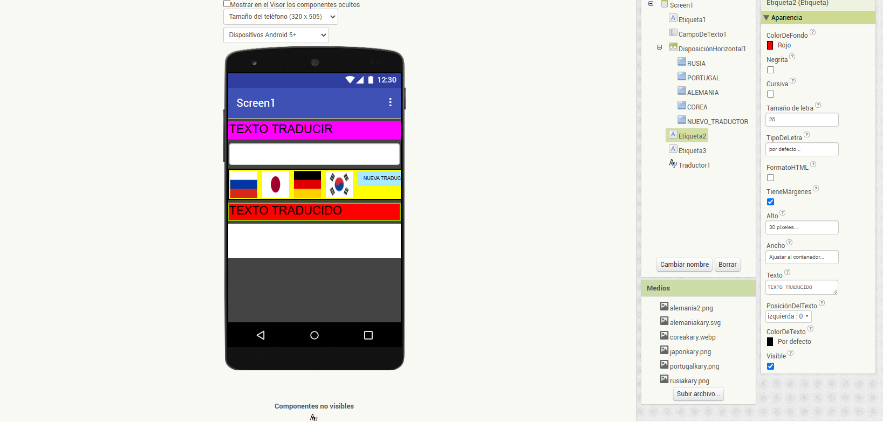 Mostrar en el Visor los componentes ocultos
Tamaño del teléfono (320 x 505)
Dispositivos Android 5+
12:30
Screen1
TEXTO TRADUCIR
NUEVA TRADUC
TEXTO TRADUCIDO
Componentes no visibles
Screen1
Etiqueta1
CampoDeTexto1
DisposiciónHorizontal1
RUSIA
PORTUGAL
ALEMANIA
COREA
NUEVO_TRADUCTOR
Etiqueta2
Etiqueta3
Traductor1
Cambiar nombre
Borrar
Medios
alemania2.png
alemaniakary.svg
coreakary.webp
japonkary.png
portugalkary.png
rusiakary.png
Subir archivo...
Etiqueta2 (Etiqueta)
Apariencia
ColorDeFondo
Rojo
Negrita
Cursiva
Tamaño de letra
TipoDeLetra
por defecto...
FormatoHTML
TieneMárgenes
Alto
30 píxeles...
Ancho
Ajustar al contenedor...
Texto
TEXTO TRADUCIDO
PosiciónDelTexto
izquierda : 0
ColorDeTexto
Por defecto
Visible